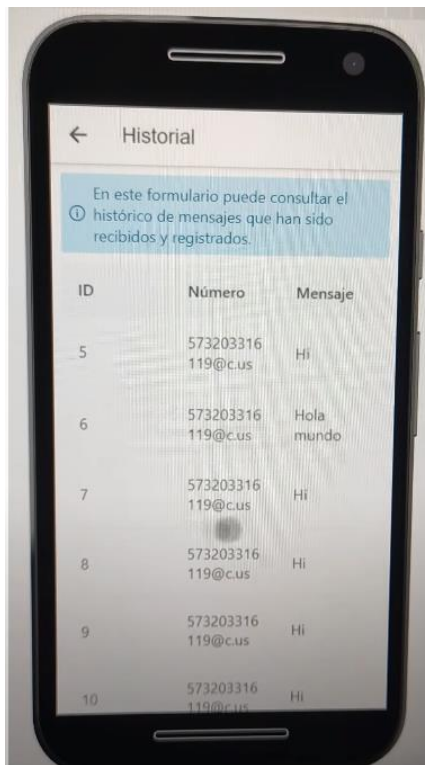 Historial
En este formulario puede consultar el
histórico de mensajes que han sido
recibidos y registrados.
ID Número Mensaje
5 573203316 Hi
119@c.us
6 573203316 Hola
119@c.us mundo
7 573203316 Hi
119@c.us
8 573203316 Hi
119@c.us
9 573203316 Hi
119@c.us
10 573203316 Hi
119@c.us